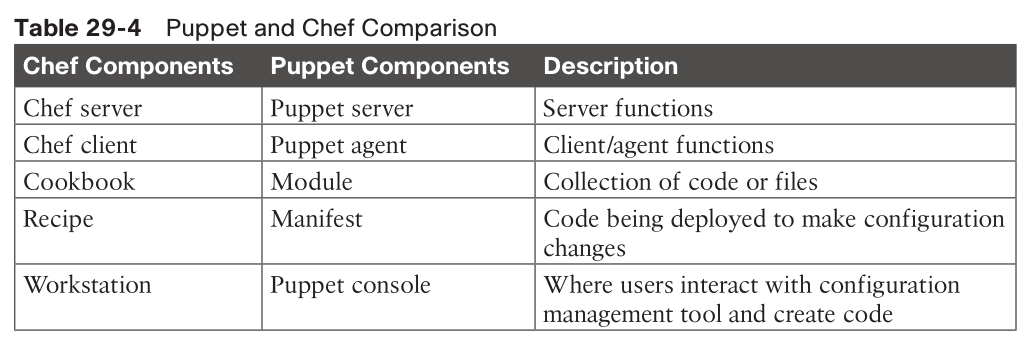 Table 29-4 Puppet and Chef Comparison
Chef Components Puppet Components Description
Chef server Puppet server Server functions
Chef client Puppet agent Client/agent functions
Cookbook Module Collection of code or files
Recipe Manifest Code being deployed to make configuration
changes
Workstation Puppet console Where users interact with configuration
management tool and create code